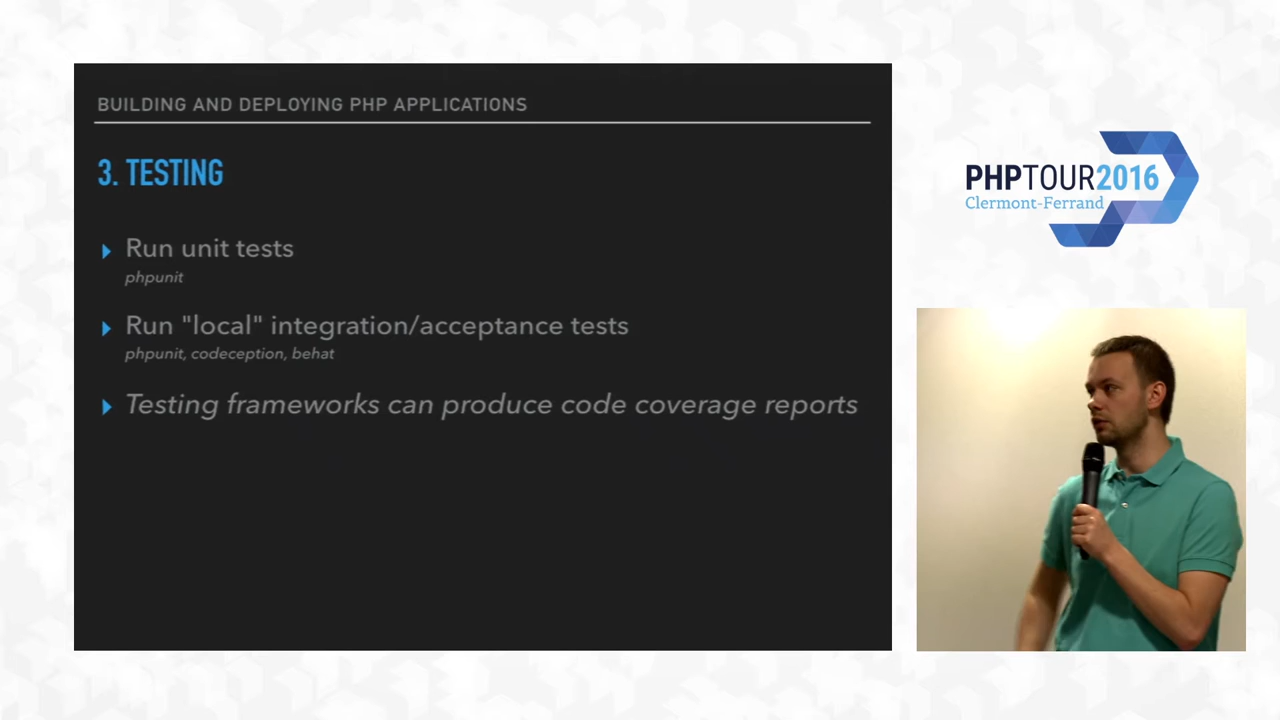 BUILDING AND DEPLOYING PHP APPLICATIONS
3. TESTING
Run unit tests
phpunit
Run "local" integration/acceptance tests
phpunit, codeception, behat
Testing frameworks can produce code coverage reports
PHPTOUR2016
Clermont-Ferrand